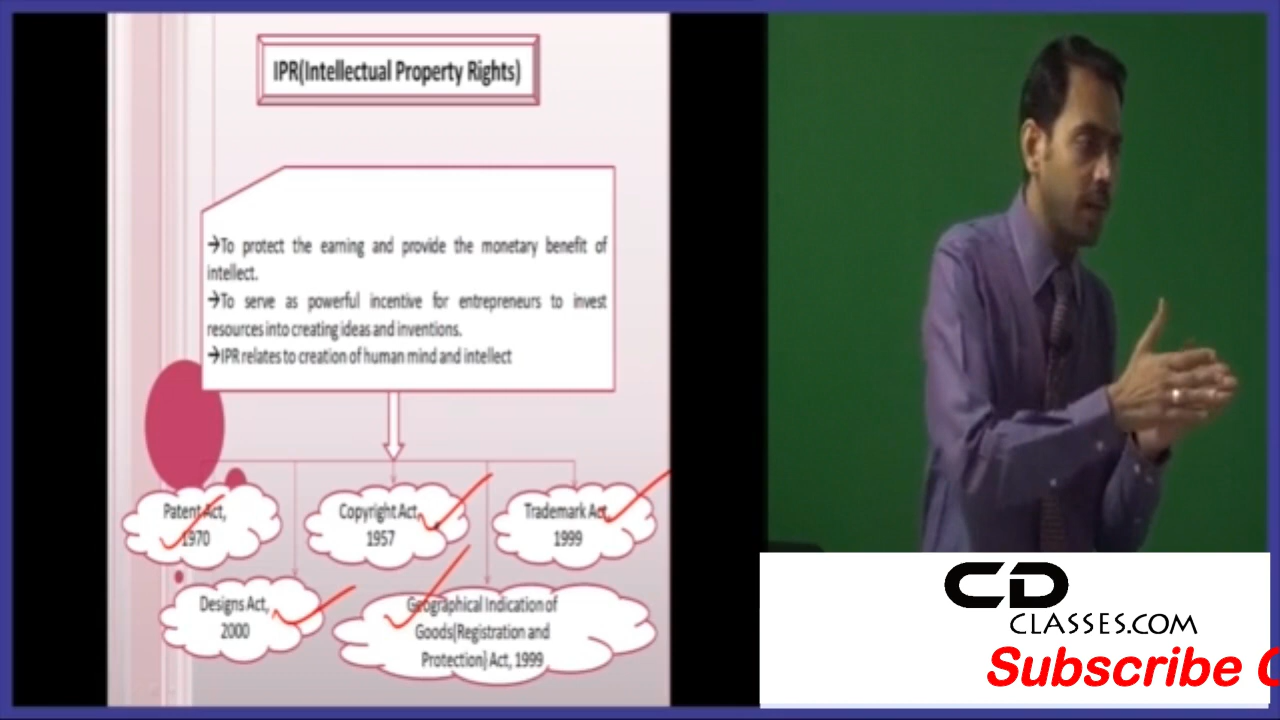 IPR(Intellectual Property Rights)
→To protect the earning and provide the monetary benefit of
intellect.
→To serve as powerful incentive for entrepreneurs to invest
resources into creating ideas and inventions.
→IPR relates to creation of human mind and intellect
Patent Act,
1970
Copyright Act,
1957
Trademark Act,
1999
Designs Act,
2000
Geographical Indication of
Goods(Registration and
Protection) Act, 1999
CD
CLASSES.COM
Subscribe